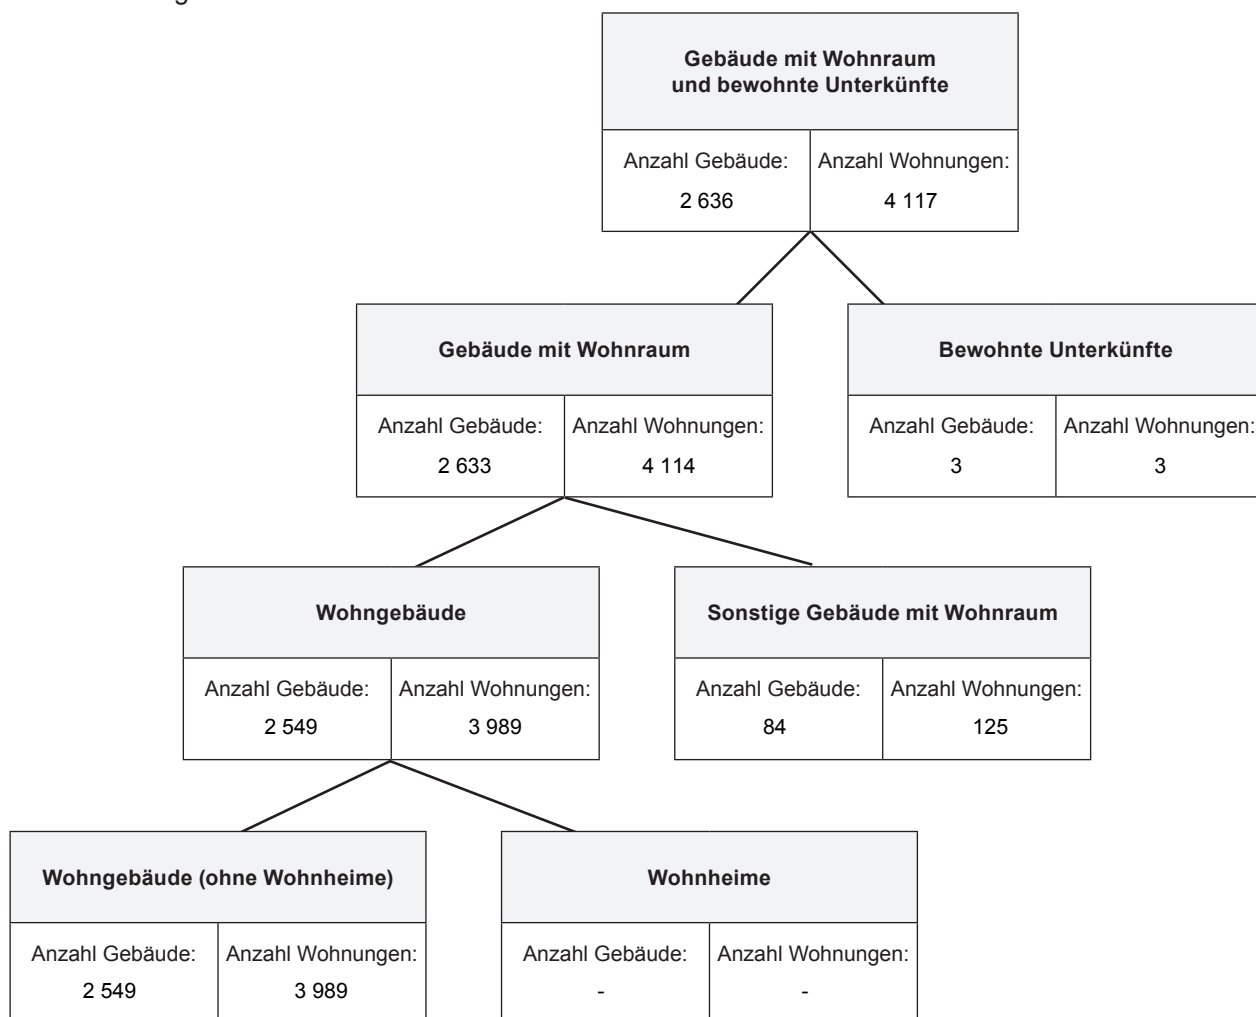 Gebäude mit Wohnraum
und bewohnte Unterkünfte
Anzahl Gebäude: Anzahl Wohnungen:
2 636 4 117
Gebäude mit Wohnraum Bewohnte Unterkünfte
Anzahl Gebäude: Anzahl Wohnungen: Anzahl Gebäude: Anzahl Wohnungen:
2 633 4 114 3 3
Wohngebäude Sonstige Gebäude mit Wohnraum
Anzahl Gebäude: Anzahl Wohnungen: Anzahl Gebäude: Anzahl Wohnungen:
2 549 3 989 84 125
Wohngebäude (ohne Wohnheime) Wohnheime
Anzahl Gebäude: Anzahl Wohnungen: Anzahl Gebäude: Anzahl Wohnungen:
2 549 3 989 - -